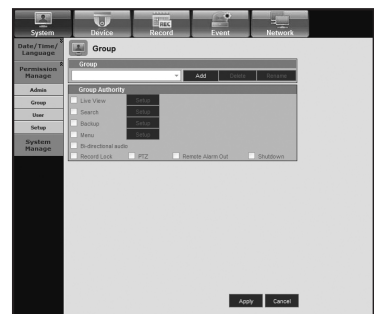 System Device Record Event Network
REC
Date/Time/
Language
Group
Permission
Manage
Group
Add Delete Rename
Admin
Group
User
Setup
System
Manage
Group Authority
Live View Setup
Search Setup
Backup Setup
Menu Setup
Bi-directional audio
Record Lock PTZ Remote Alarm Out Shutdown
Apply Cancel